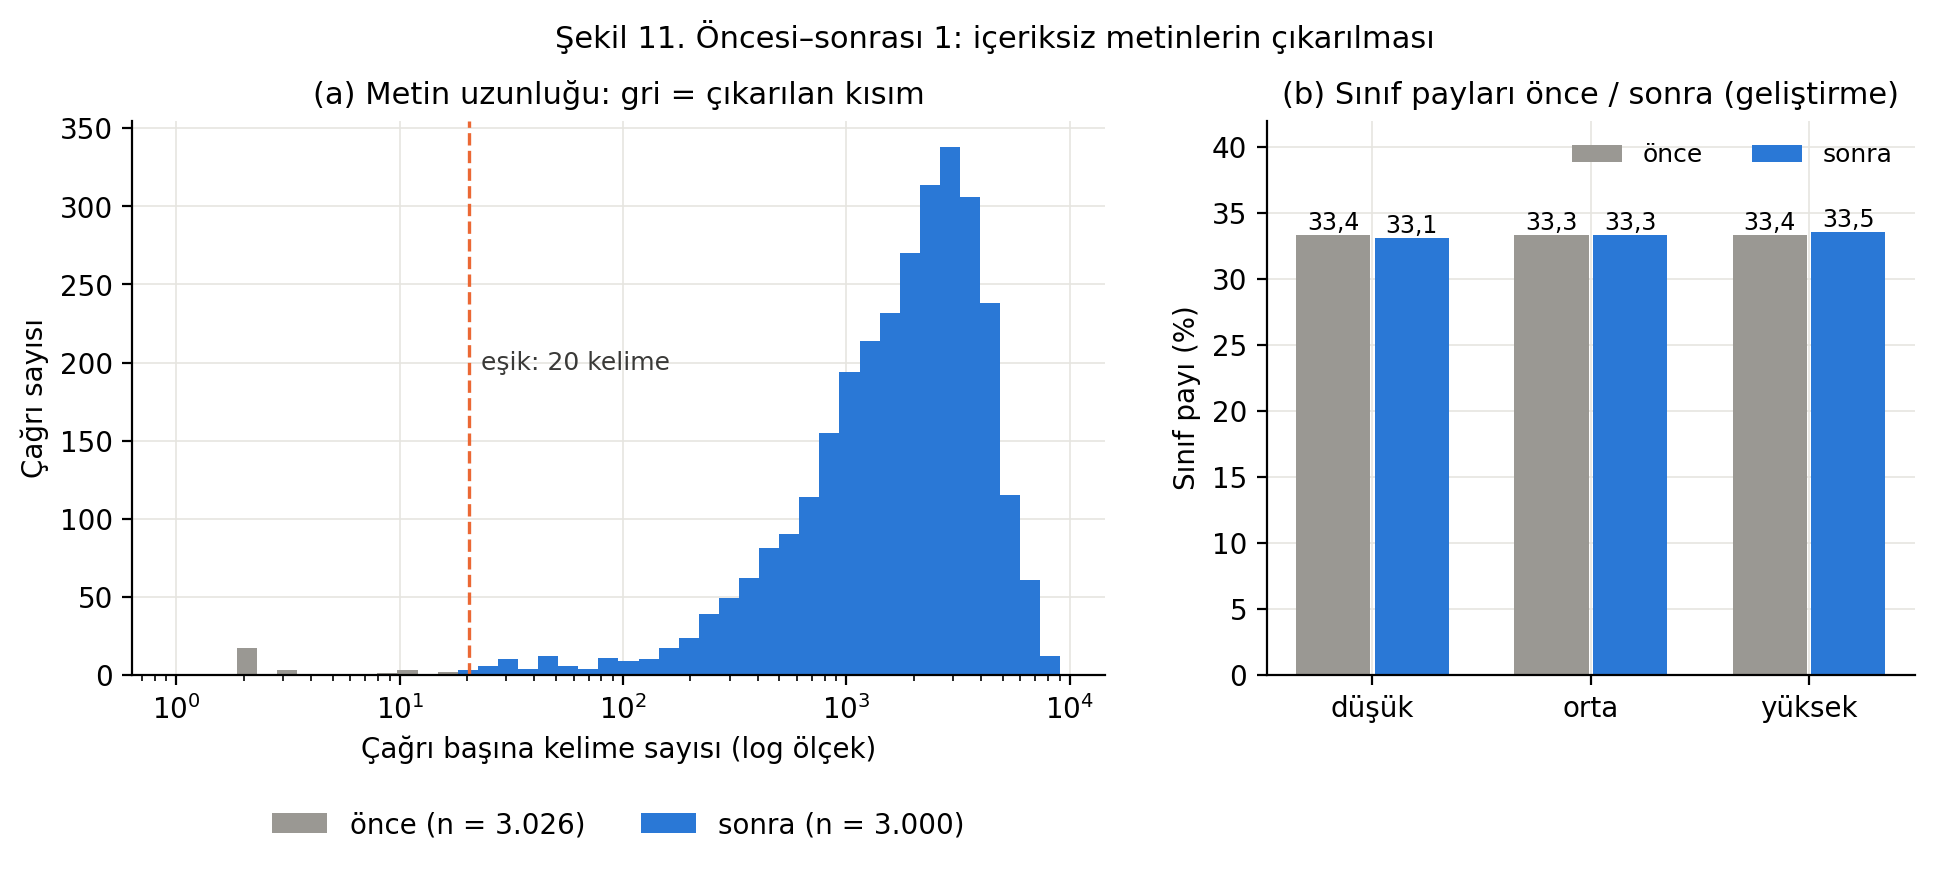 Şekil 11. Öncesi–sonrası 1: içeriksiz metinlerin çıkarılması
(a) Metin uzunluğu: gri = çıkarılan kısım
350
300
250
200
150
100
50
0
Çağrı sayısı
eşik: 20 kelime
10⁰ 10¹ 10² 10³ 10⁴
Çağrı başına kelime sayısı (log ölçek)
önce (n = 3.026) sonra (n = 3.000)
(b) Sınıf payları önce / sonra (geliştirme)
40
35
30
25
20
15
10
5
0
Sınıf payı (%)
önce sonra
33,4 33,1 33,3 33,3 33,4 33,5
düşük orta yüksek